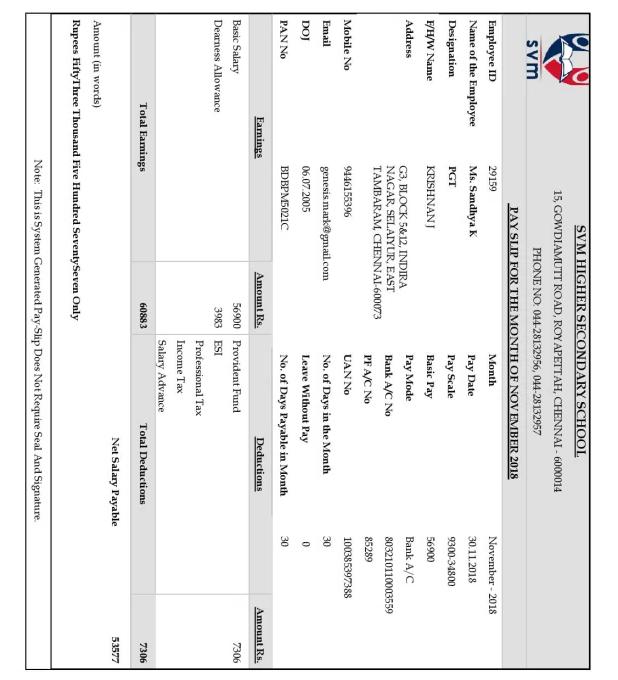 svm
SVM HIGHER SECONDARY SCHOOL
15, GOWDIAMUTT ROAD, ROYAPETTAH, CHENNAI - 6000014
PHONE NO: 044-28132956, 044-28132957
PAY SLIP FOR THE MONTH OF NOVEMBER 2018
Employee ID 29159 Month November - 2018
Name of the Employee Ms. Sandhya K Pay Date 30.11.2018
Designation PGT Pay Scale 9300-34800
F/H/W Name KRISHNAN J Basic Pay 56900
Address G3, BLOCK 5&12, INDIRA Pay Mode Bank A/C
NAGAR, SELAIYUR, EAST Bank A/C No 803210110003559
TAMBARAM, CHENNAI-600073 PF A/C No 85289
Mobile No 9446155396 UAN No 100385397388
Email genesis.mark@gmail.com No. of Days in the Month 30
DOJ 06.07.2005 Leave Without Pay 0
PAN No BDBPM5021C No. of Days Payable in Month 30
Earnings Amount Rs. Deductions Amount Rs.
Basic Salary 56900 Provident Fund 7306
Dearness Allowance 3983 ESI
Professional Tax
Income Tax
Salary Advance
Total Earnings 60883 Total Deductions 7306
Net Salary Payable 53577
Amount (in words)
Rupees FiftyThree Thousand Five Hundred SeventySeven Only
Note: This is System Generated Pay-Slip Does Not Require Seal And Signature.